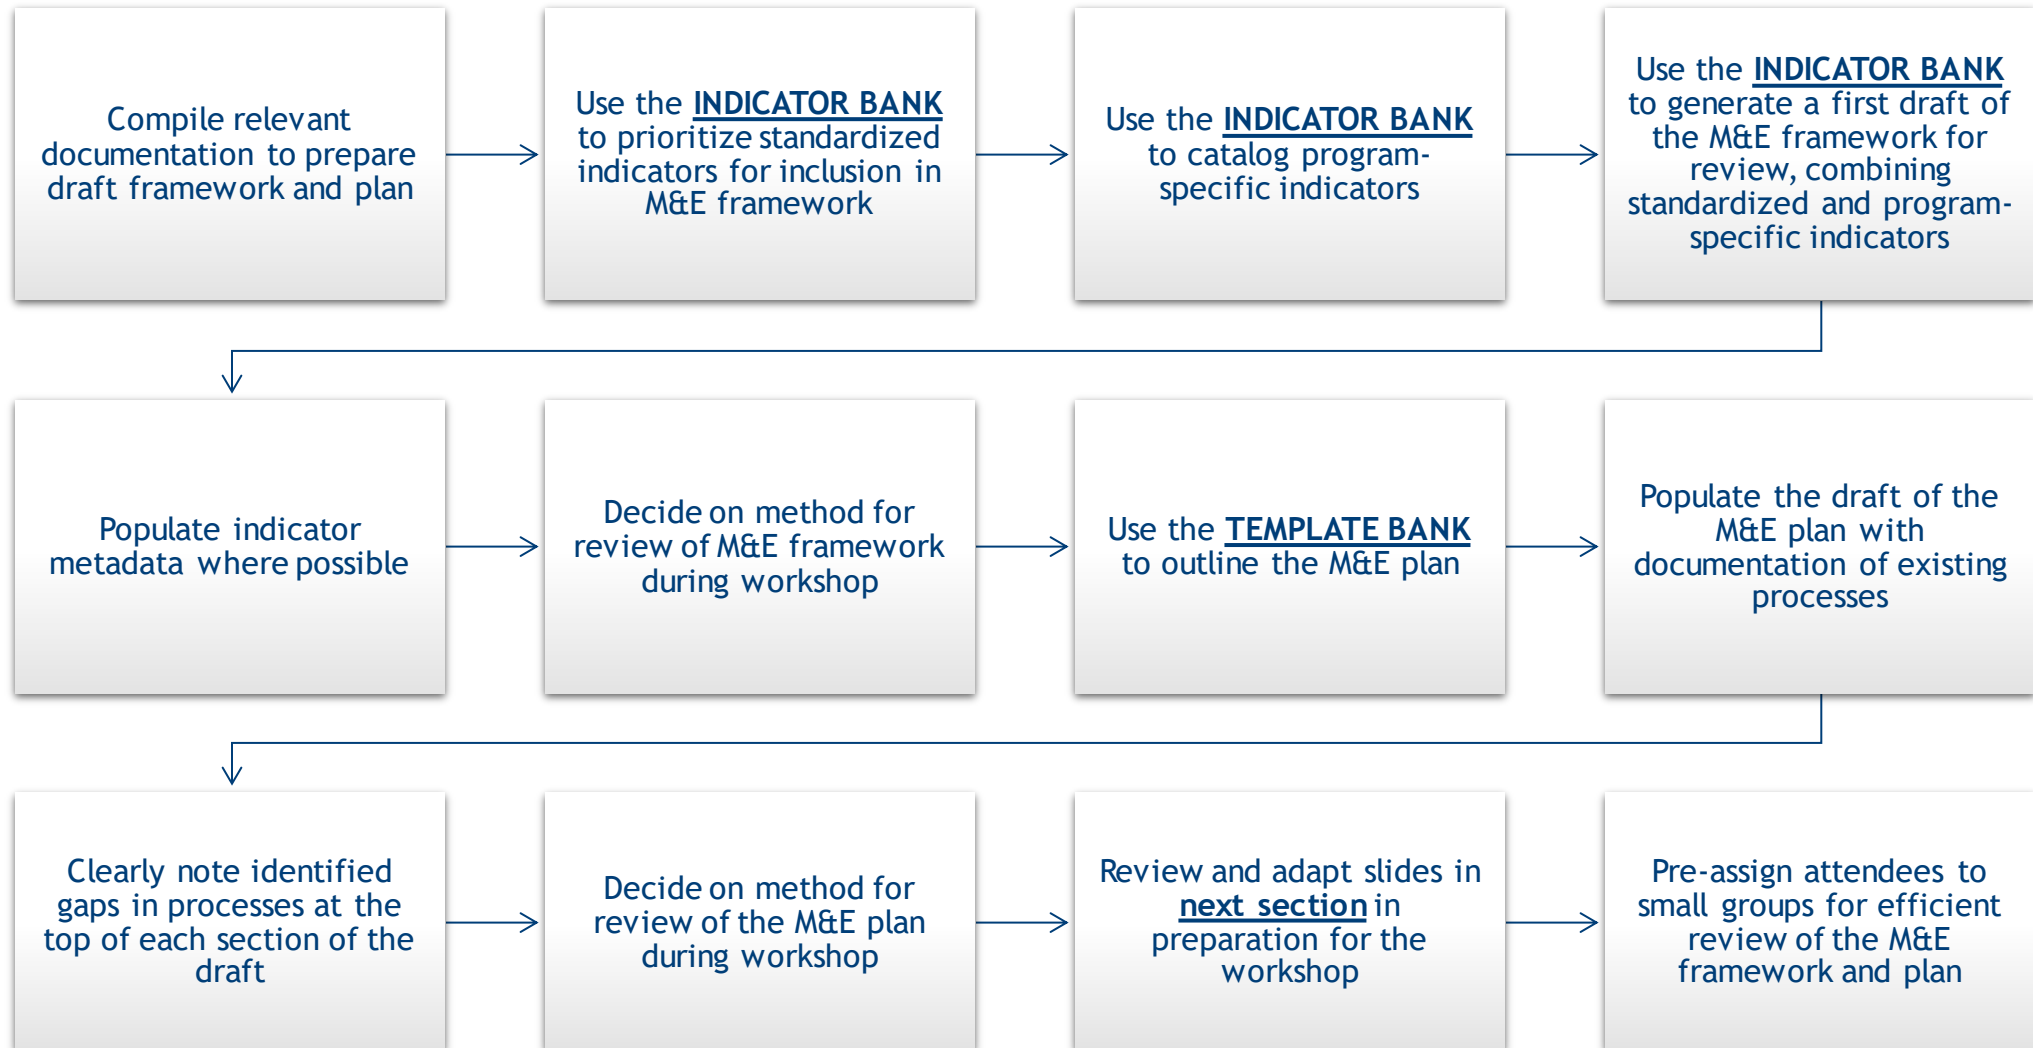 Compile relevant
documentation to prepare
draft framework and plan
Use the INDICATOR BANK
to prioritize standardized
indicators for inclusion in
M&E framework
Use the INDICATOR BANK
to catalog program-
specific indicators
Use the INDICATOR BANK
to generate a first draft of
the M&E framework for
review, combining
standardized and program-
specific indicators
Populate indicator
metadata where possible
Decide on method for
review of M&E framework
during workshop
Use the TEMPLATE BANK
to outline the M&E plan
Populate the draft of the
M&E plan with
documentation of existing
processes
Clearly note identified
gaps in processes at the
top of each section of the
draft
Decide on method for
review of the M&E plan
during workshop
Review and adapt slides in
next section in
preparation for the
workshop
Pre-assign attendees to
small groups for efficient
review of the M&E
framework and plan